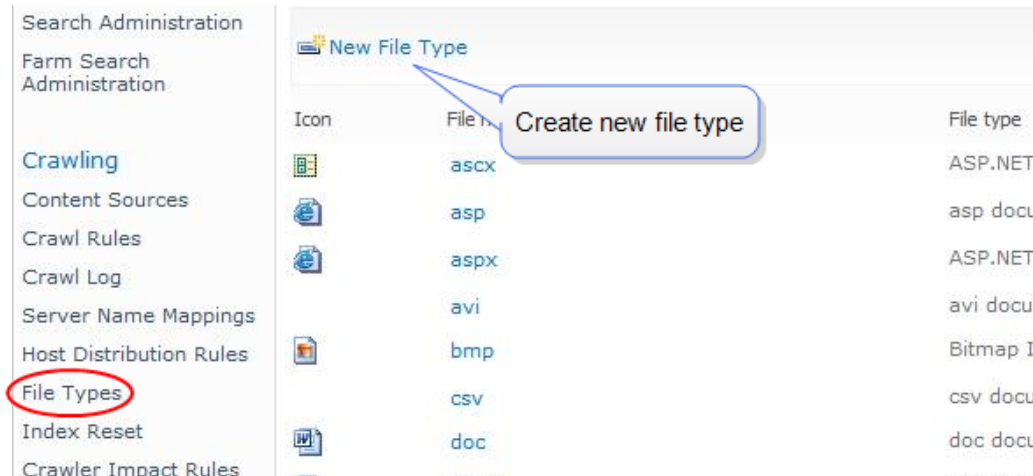 Search Administration
Farm Search
Administration
Crawling
Content Sources
Crawl Rules
Crawl Log
Server Name Mappings
Host Distribution Rules
File Types
Index Reset
Crawler Impact Rules
New File Type
Create new file type
Icon File File type
ascx ASP.NET
asp asp docu
aspx ASP.NET
avi avi docu
bmp Bitmap
csv csv docu
doc doc docu